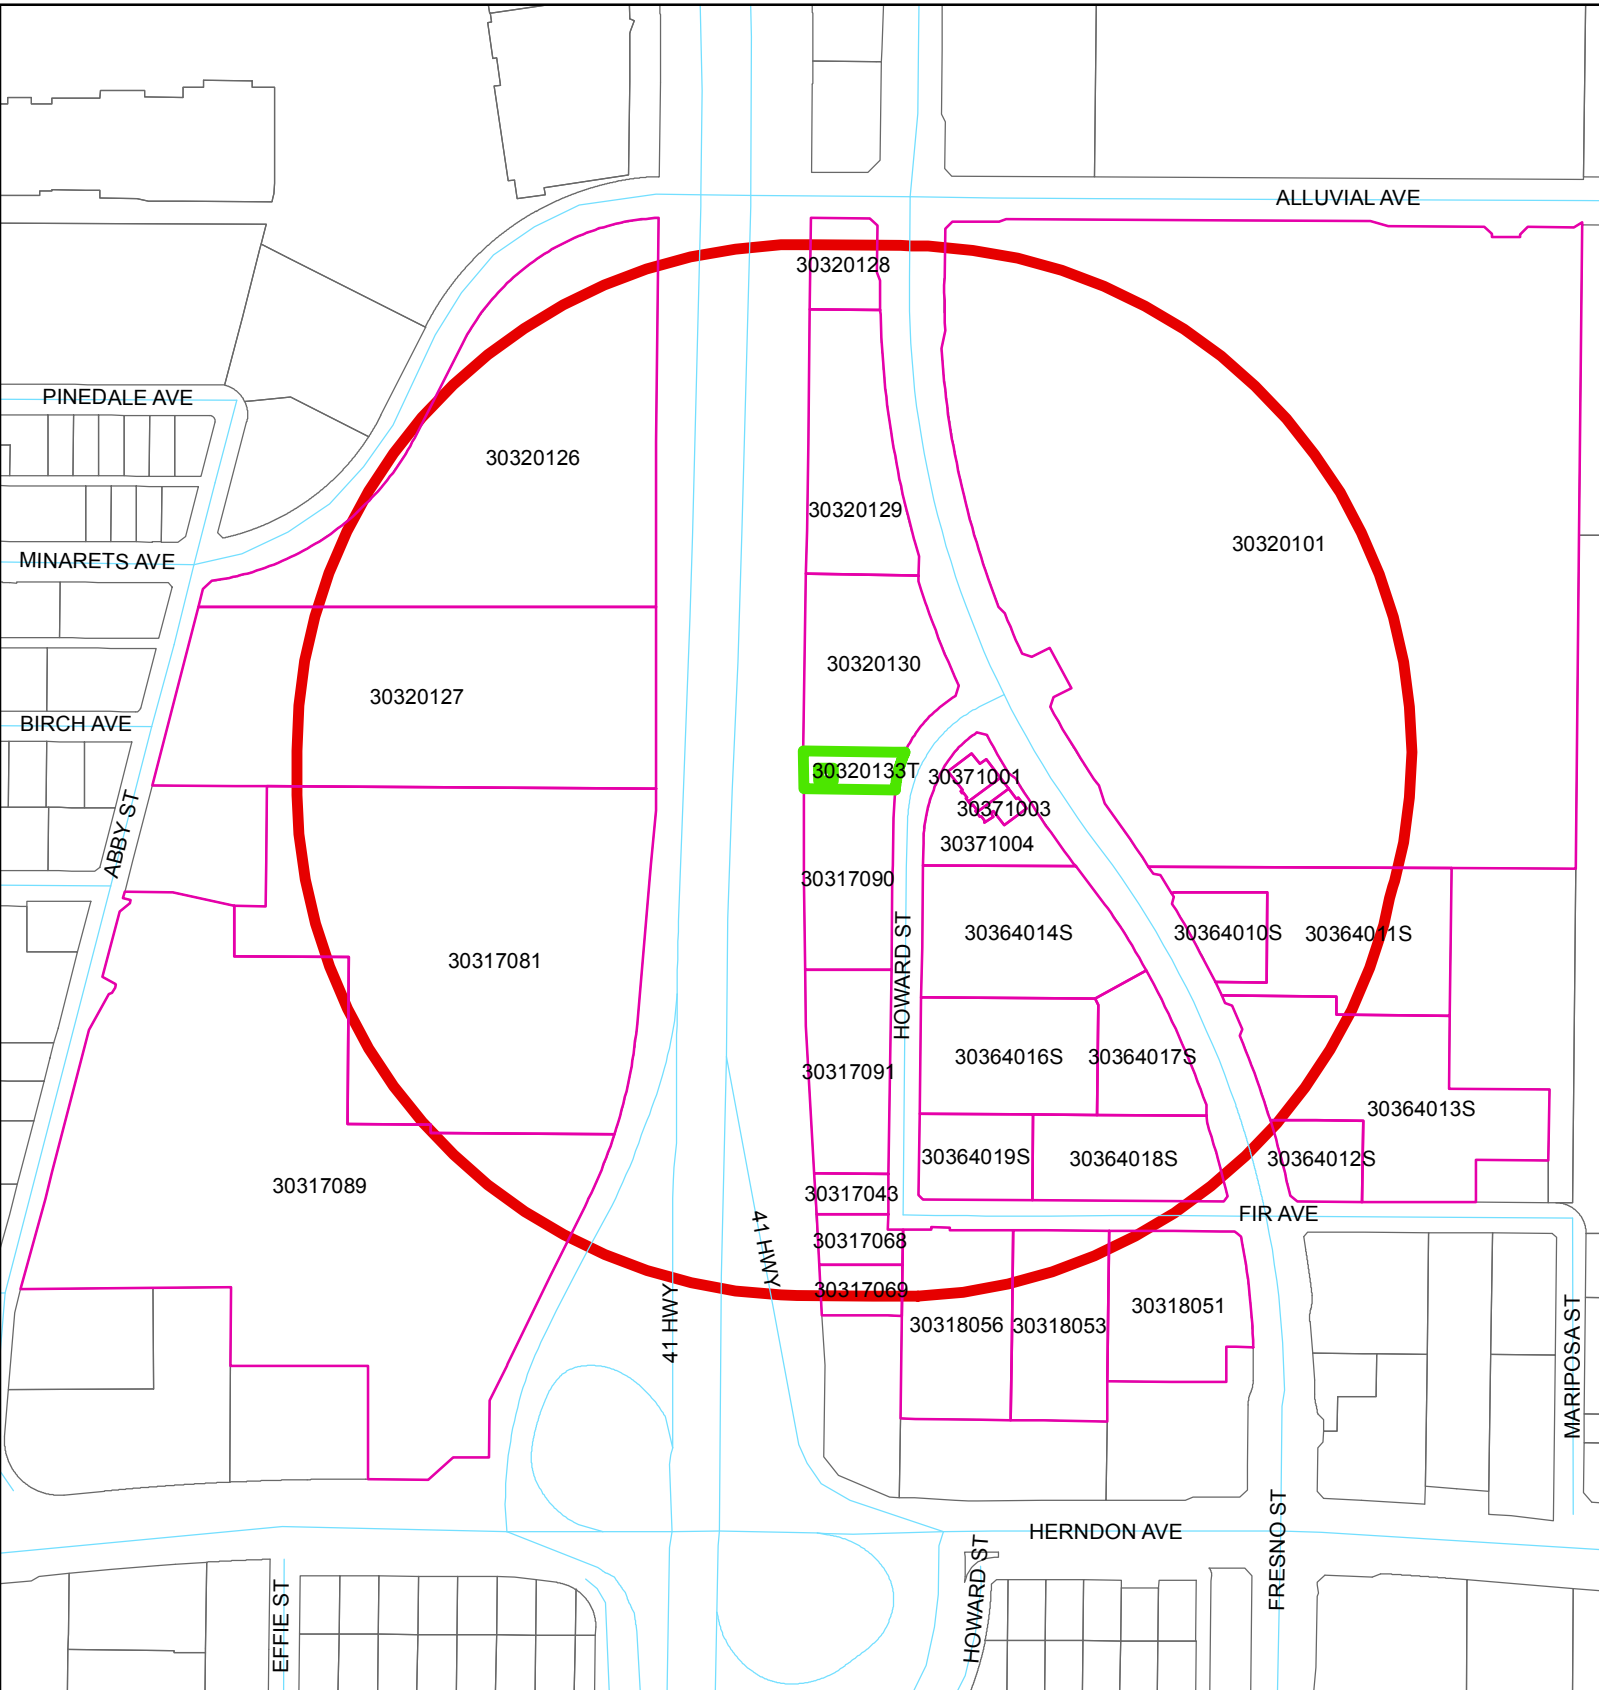 ALLUVIAL AVE
30320128
PINEDALE AVE
30320126
30320129
30320101
MINARETS AVE
30320130
30320127
BIRCH AVE
30320133T
30371001
30371003
ABBY ST
30371004
30317090
30364014S
30364010S
30364011S
HOWARD ST
30317081
30364016S
30364017S
30317091
30364013S
30364019S
30364018S
30364012S
30317089
30317043
FIR AVE
30317068
41 HWY
30317069
30318051
41 HWY
30318056
30318053
MARIPOSA ST
HERNDON AVE
FRESNO ST
HOWARD ST
EFFIE ST